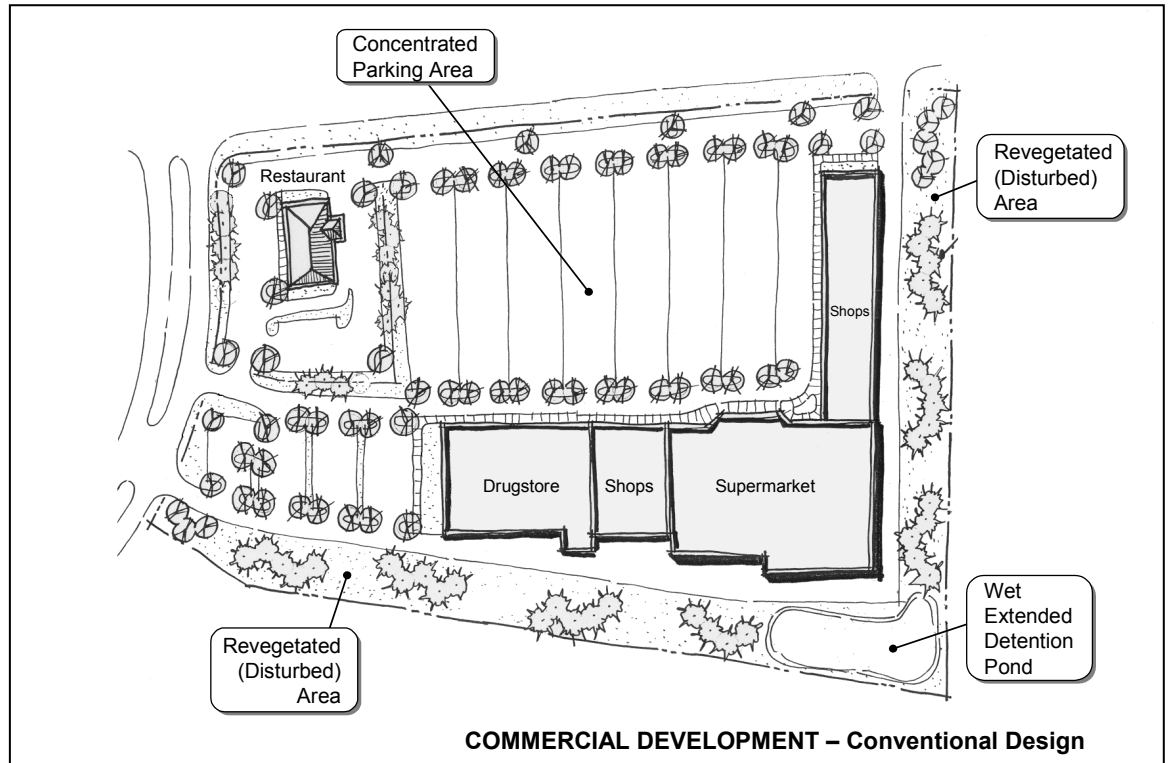 Concentrated
Parking Area
Restaurant
Revegetated
(Disturbed)
Area
Shops
Drugstore
Shops
Supermarket
Wet
Extended
Detention
Pond
Revegetated
(Disturbed)
Area
COMMERCIAL DEVELOPMENT – Conventional Design